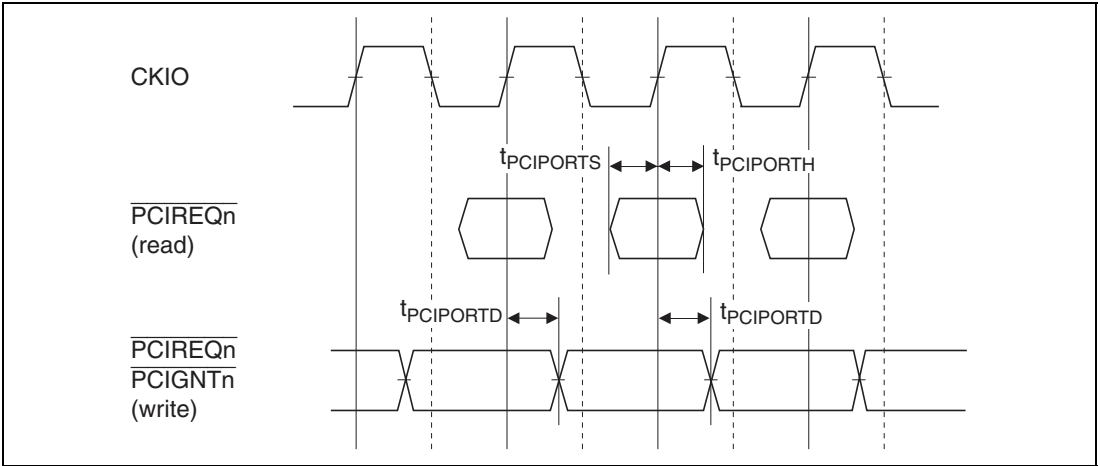 CKIO
tPCIPORTS
tPCIPORTH
PCIREQn
(read)
tPCIPORTD
tPCIPORTD
PCIREQn
PCIGNTn
(write)